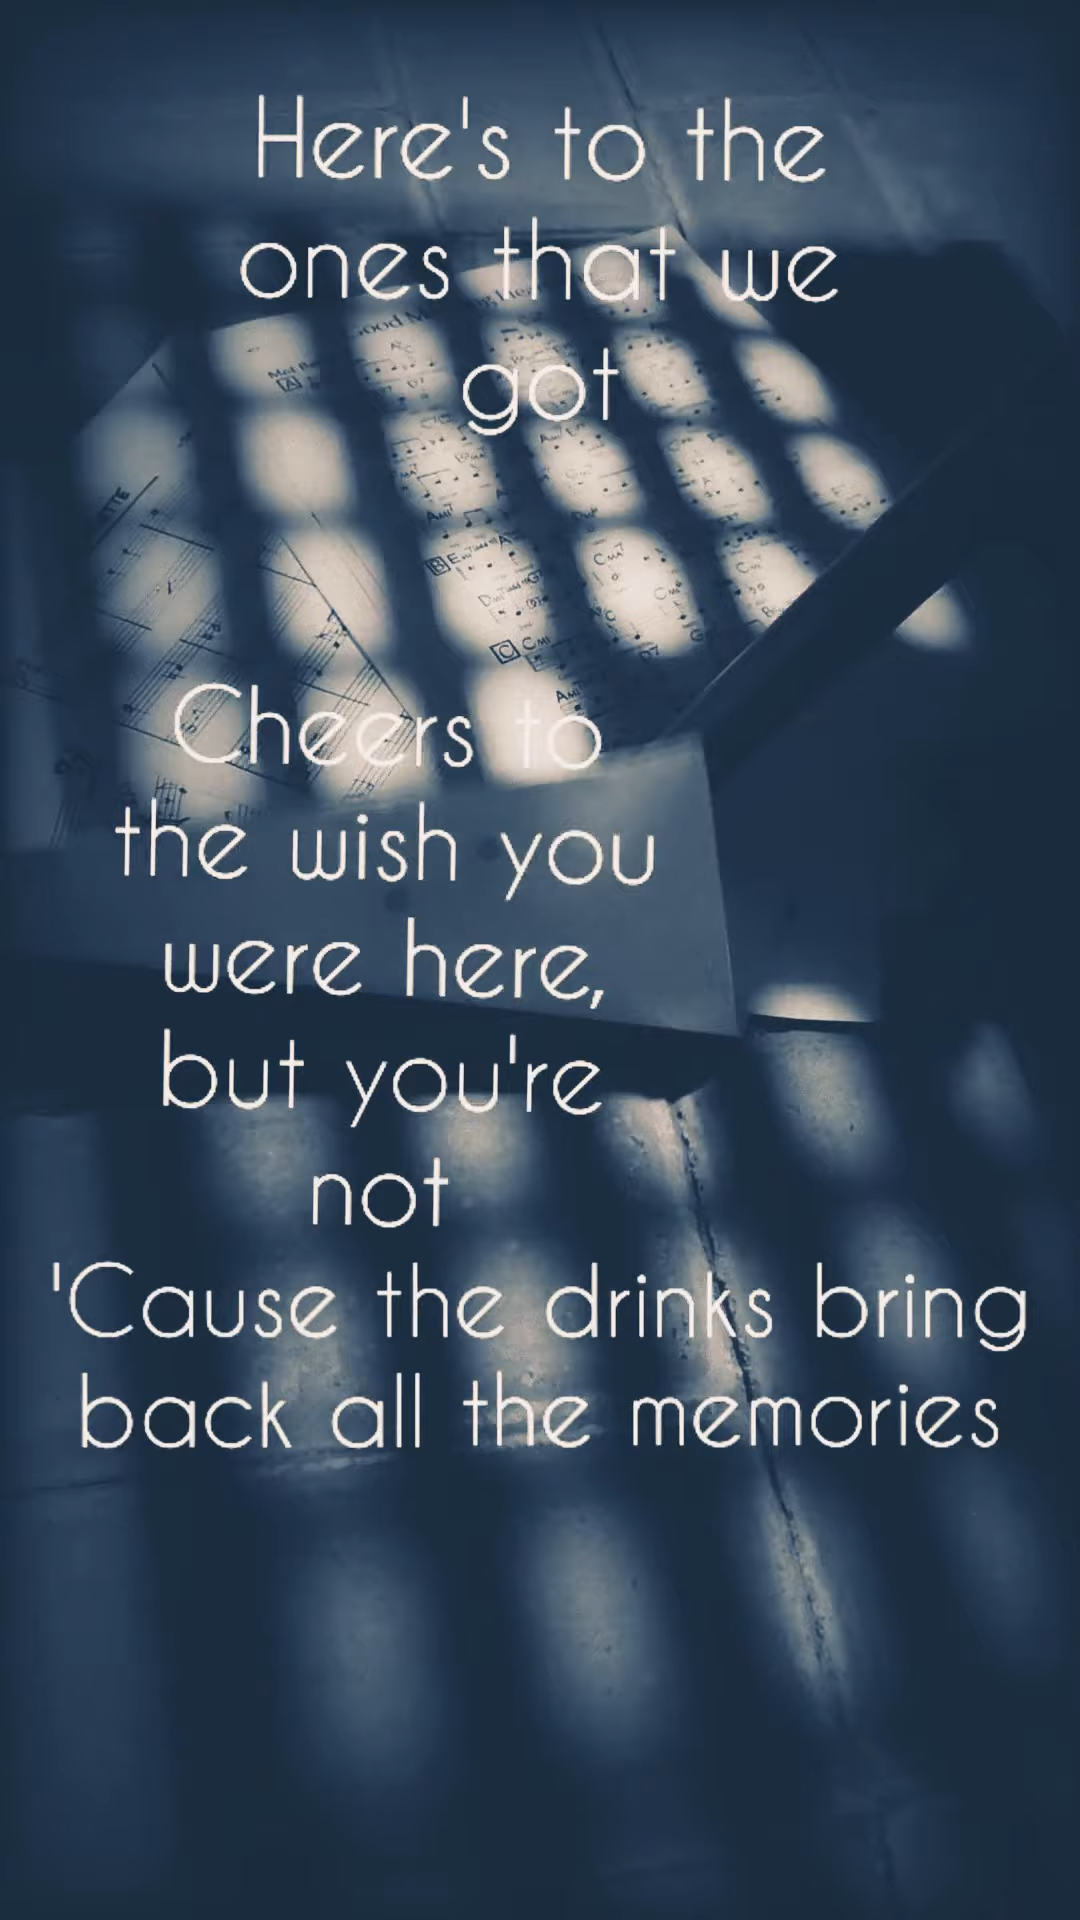 Here's to the
ones that we
got
Cheers to
the wish you
were here,
but you're
not
'Cause the drinks bring
back all the memories